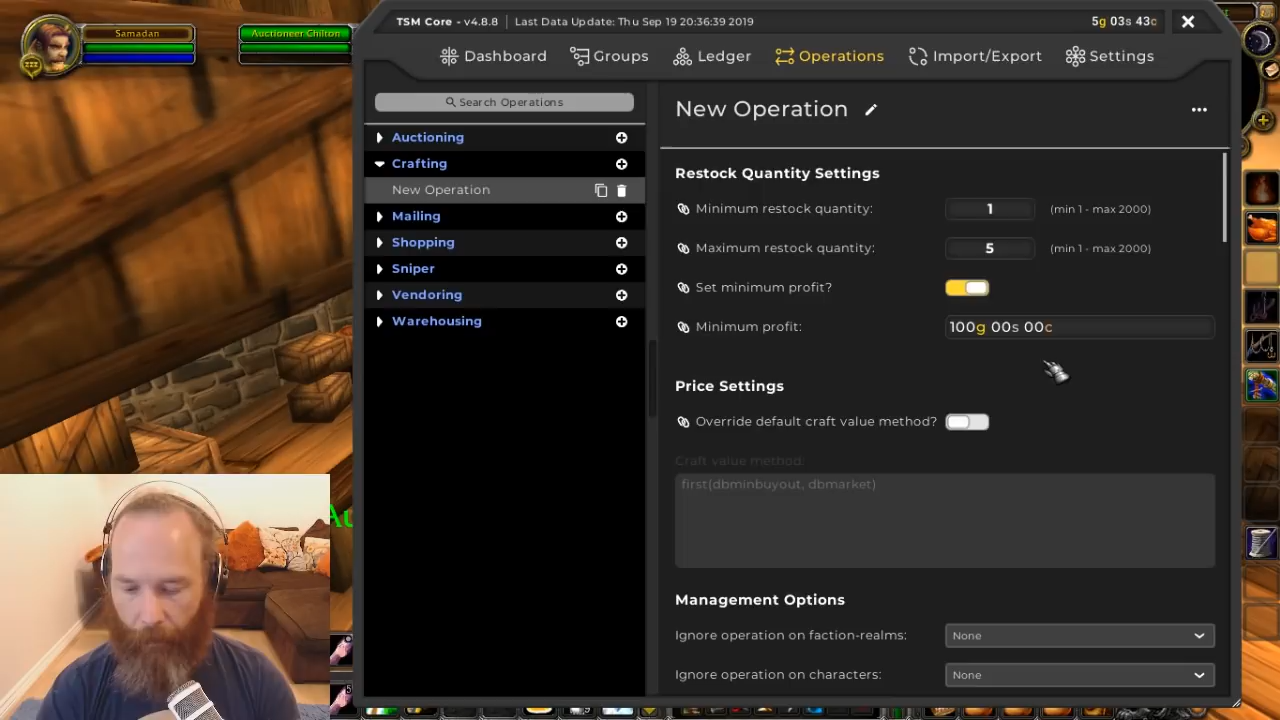 Samadan
Auctioneer Chilton
zzz
TSM Core - v4.8.8
Last Data Update: Thu Sep 19 20:36:39 2019
5g 03s 43c
Dashboard
Groups
Ledger
Operations
Import/Export
Settings
Search Operations
Auctioning
Crafting
New Operation
Mailing
Shopping
Sniper
Vendoring
Warehousing
New Operation
Restock Quantity Settings
Minimum restock quantity: 1 (min 1 - max 2000)
Maximum restock quantity: 5 (min 1 - max 2000)
Set minimum profit?
Minimum profit: 100g 00s 00c
Price Settings
Override default craft value method?
Craft value method:
first(dbminbuyout, dbmarket)
Management Options
Ignore operation on faction-realms: None
Ignore operation on characters: None